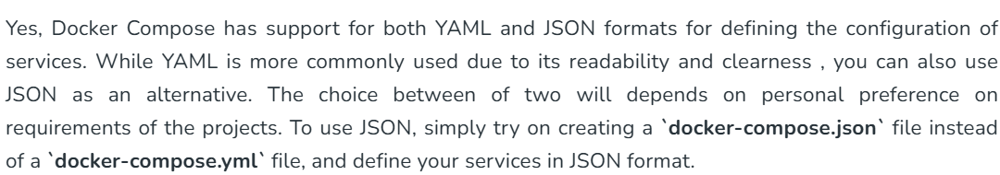 Yes, Docker Compose has support for both YAML and JSON formats for defining the configuration of
services. While YAML is more commonly used due to its readability and clearness , you can also use
JSON as an alternative. The choice between of two will depends on personal preference on
requirements of the projects. To use JSON, simply try on creating a `docker-compose.json` file instead
of a `docker-compose.yml` file, and define your services in JSON format.